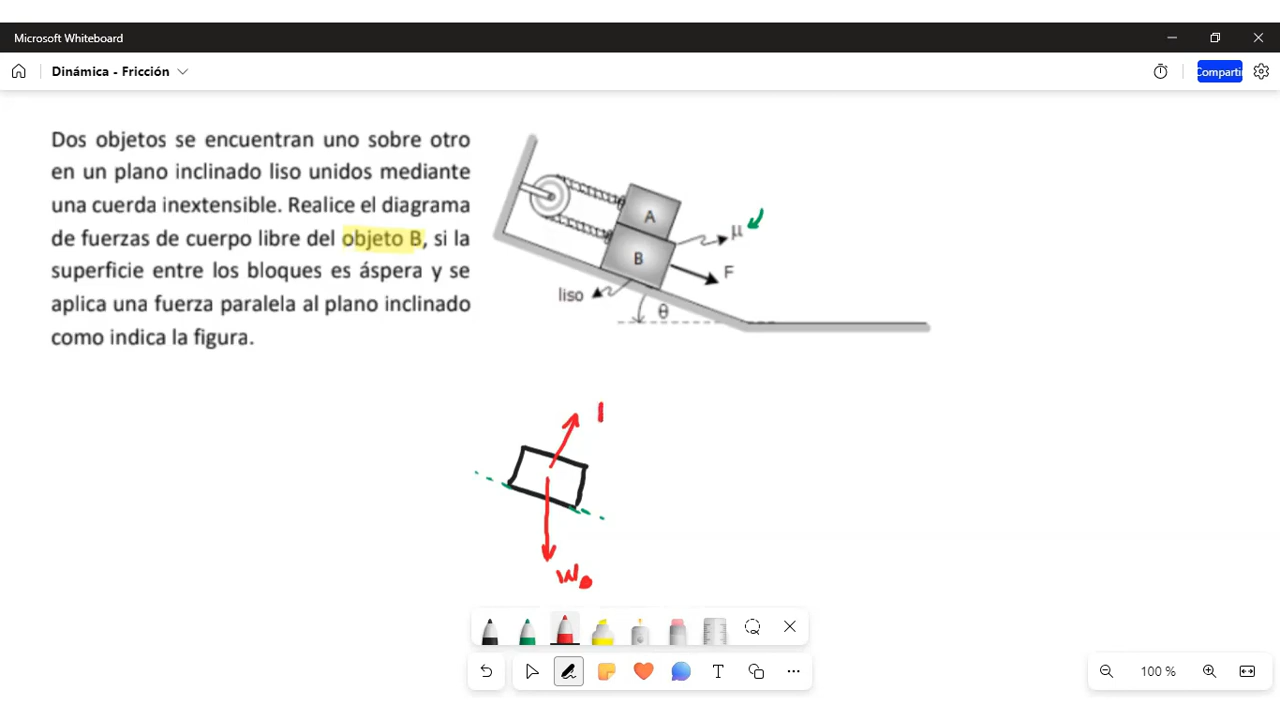 Microsoft Whiteboard
Dinámica - Fricción
Comparti
Dos objetos se encuentran uno sobre otro
en un plano inclinado liso unidos mediante
una cuerda inextensible. Realice el diagrama
de fuerzas de cuerpo libre del objeto B, si la
superficie entre los bloques es áspera y se
aplica una fuerza paralela al plano inclinado
como indica la figura.
A
μ
B
F
liso
θ
W
100 %